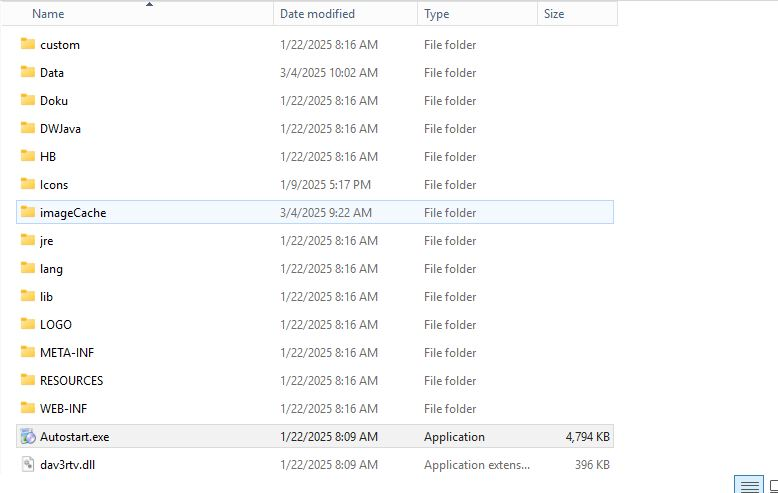 Name Date modified Type Size
custom 1/22/2025 8:16 AM File folder
Data 3/4/2025 10:02 AM File folder
Doku 1/22/2025 8:16 AM File folder
DWJava 1/22/2025 8:16 AM File folder
HB 1/22/2025 8:16 AM File folder
Icons 1/9/2025 5:17 PM File folder
imageCache 3/4/2025 9:22 AM File folder
jre 1/22/2025 8:16 AM File folder
lang 1/22/2025 8:16 AM File folder
lib 1/22/2025 8:16 AM File folder
LOGO 1/22/2025 8:16 AM File folder
META-INF 1/22/2025 8:16 AM File folder
RESOURCES 1/22/2025 8:16 AM File folder
WEB-INF 1/22/2025 8:16 AM File folder
Autostart.exe 1/22/2025 8:09 AM Application 4,794 KB
dav3rtv.dll 1/22/2025 8:09 AM Application extens... 396 KB